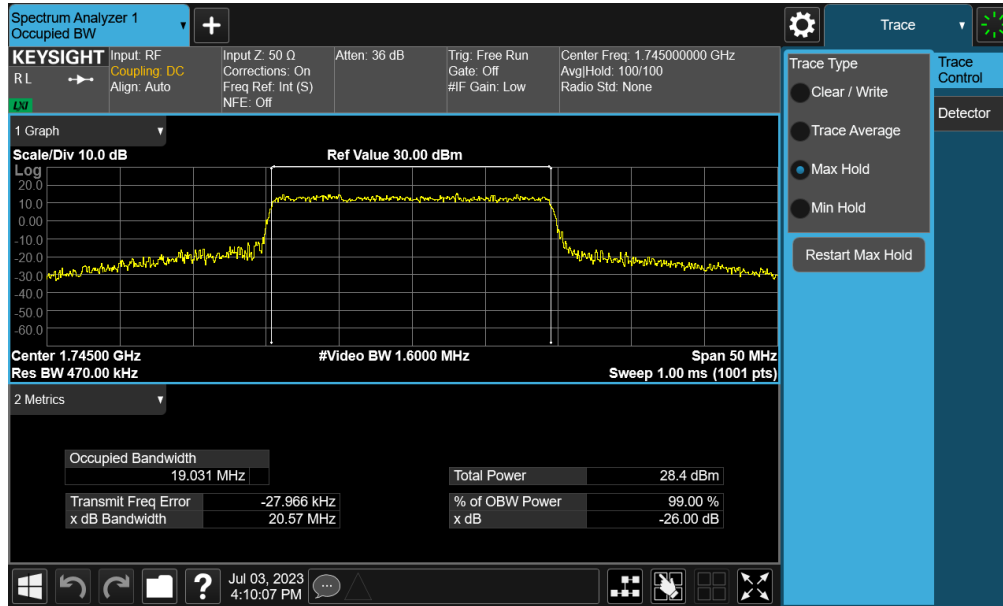 Spectrum Analyzer 1
Occupied BW
+
Trace
KEYSIGHT
R L
LXI
Input: RF
Coupling: DC
Align: Auto
Input Z: 50 Ω
Corrections: On
Freq Ref: Int (S)
NFE: Off
Atten: 36 dB
Trig: Free Run
Gate: Off
#IF Gain: Low
Center Freq: 1.745000000 GHz
Avg|Hold: 100/100
Radio Std: None
Trace Type
Clear / Write
Trace Average
Max Hold
Min Hold
Restart Max Hold
Trace
Control
Detector
1 Graph
Scale/Div 10.0 dB
Ref Value 30.00 dBm
Log
20.0
10.0
0.00
-10.0
-20.0
-30.0
-40.0
-50.0
-60.0
Center 1.74500 GHz
#Video BW 1.6000 MHz
Span 50 MHz
Res BW 470.00 kHz
Sweep 1.00 ms (1001 pts)
2 Metrics
Occupied Bandwidth
19.031 MHz
Total Power 28.4 dBm
Transmit Freq Error -27.966 kHz
% of OBW Power 99.00 %
x dB Bandwidth 20.57 MHz
x dB -26.00 dB
?
Jul 03, 2023
4:10:07 PM